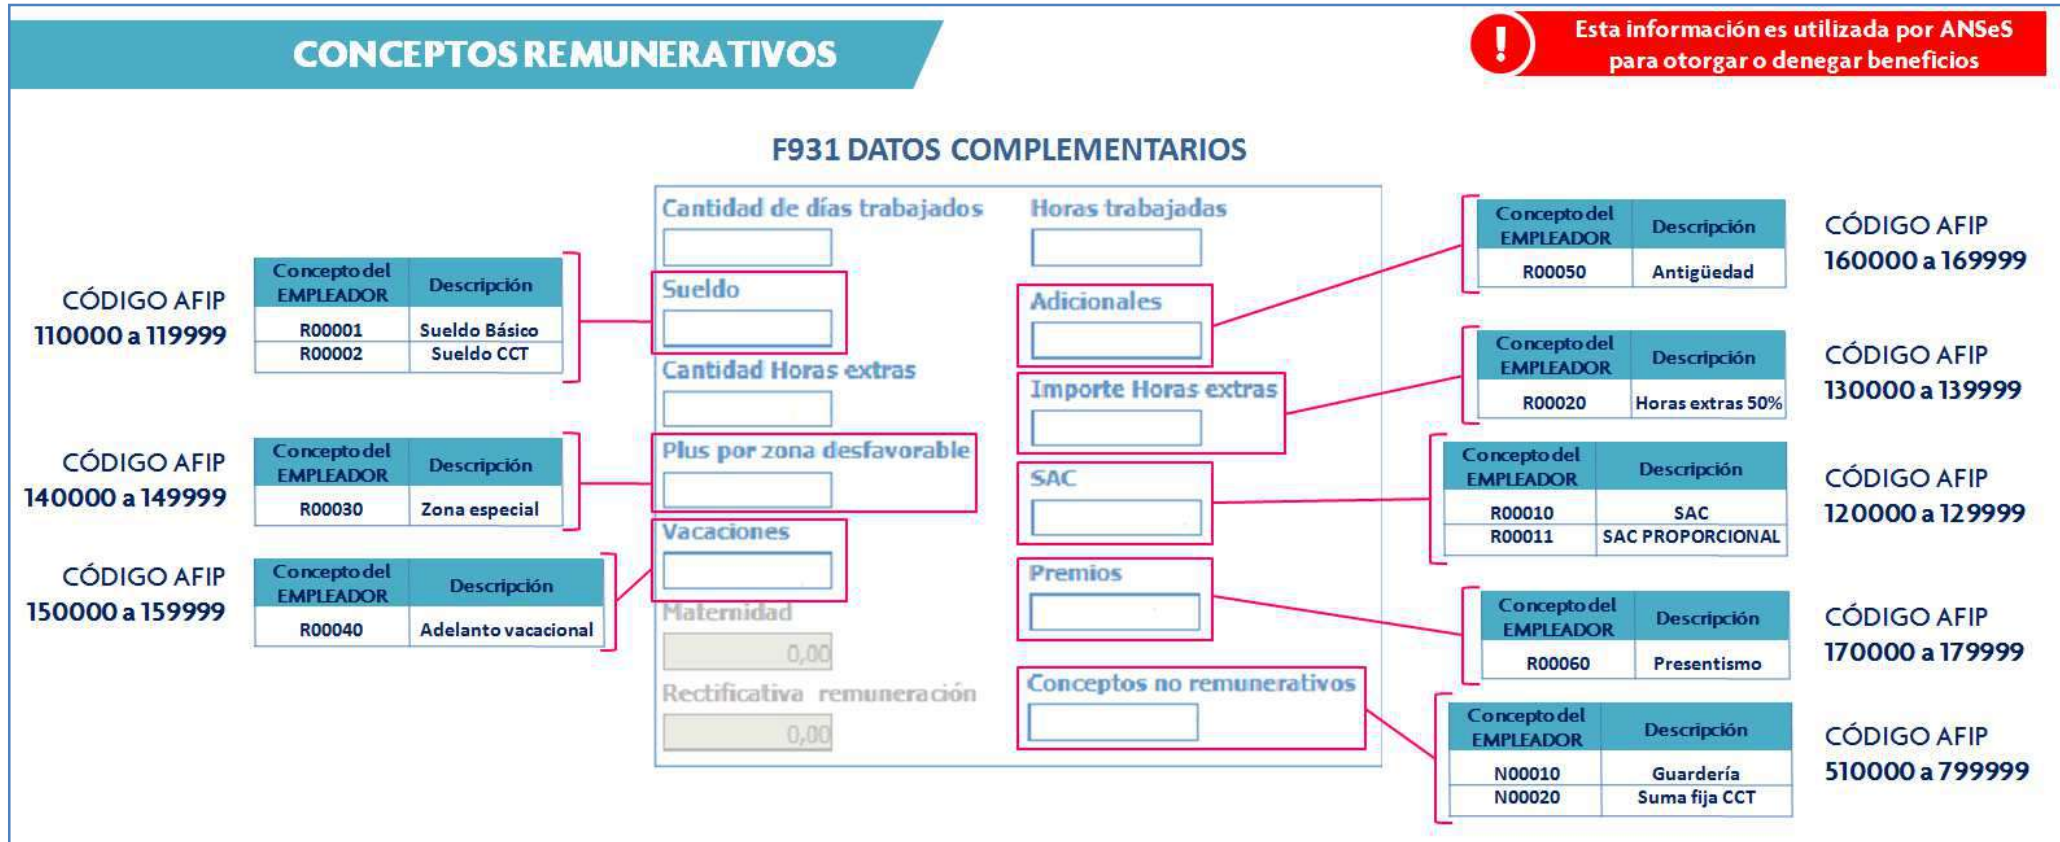 CONCEPTOS REMUNERATIVOS
Esta información es utilizada por ANSeS
para otorgar o denegar beneficios
F931 DATOS COMPLEMENTARIOS
CÓDIGO AFIP
110000 a 119999
Concepto del EMPLEADOR Descripción
R00001 Sueldo Básico
R00002 Sueldo CCT
CÓDIGO AFIP
140000 a 149999
Concepto del EMPLEADOR Descripción
R00030 Zona especial
CÓDIGO AFIP
150000 a 159999
Concepto del EMPLEADOR Descripción
R00040 Adelanto vacacional
Cantidad de días trabajados
Sueldo
Cantidad Horas extras
Plus por zona desfavorable
Vacaciones
Maternidad
0,00
Rectificativa remuneración
0,00
Horas trabajadas
Adicionales
Importe Horas extras
SAC
Premios
Conceptos no remunerativos
Concepto del EMPLEADOR Descripción
R00050 Antigüedad
CÓDIGO AFIP
160000 a 169999
Concepto del EMPLEADOR Descripción
R00020 Horas extras 50%
CÓDIGO AFIP
130000 a 139999
Concepto del EMPLEADOR Descripción
R00010 SAC
R00011 SAC PROPORCIONAL
CÓDIGO AFIP
120000 a 129999
Concepto del EMPLEADOR Descripción
R00060 Presentismo
CÓDIGO AFIP
170000 a 179999
Concepto del EMPLEADOR Descripción
N00010 Guardería
N00020 Suma fija CCT
CÓDIGO AFIP
510000 a 799999